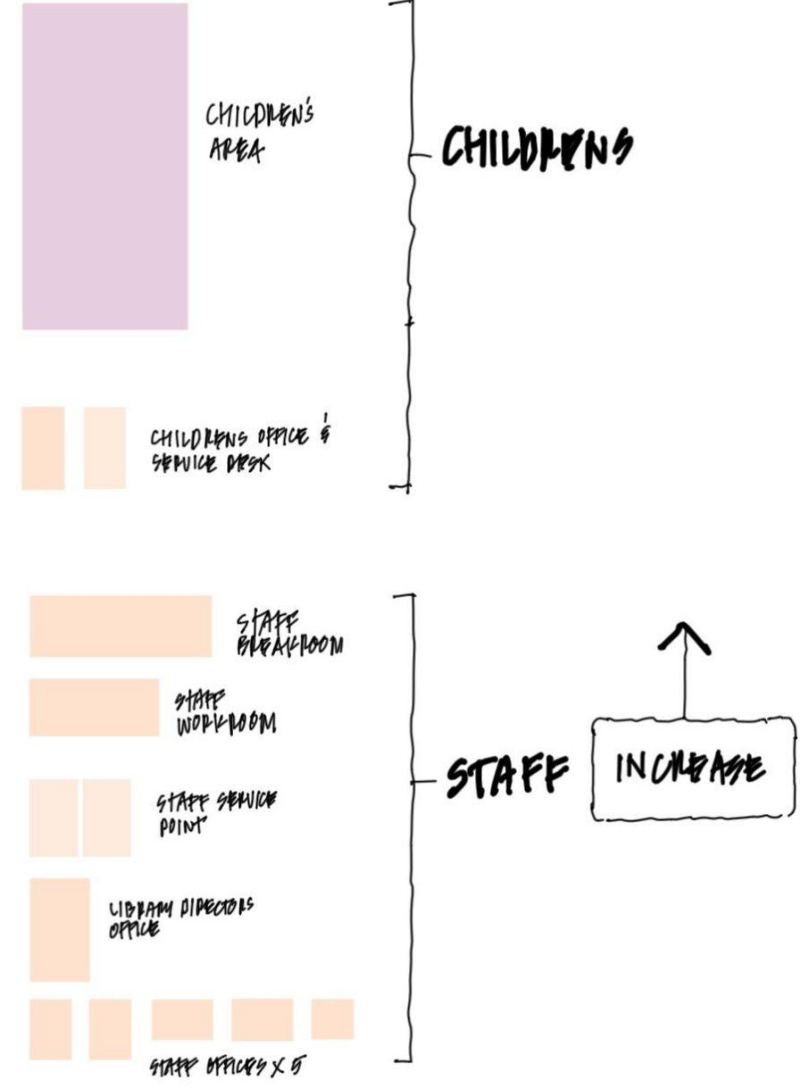 CHILDREN'S
AREA
CHILDRENS
CHILDRENS OFFICE &
SERVICE DESK
STAFF
BREAKROOM
STAFF
WORKROOM
STAFF
INCREASE
STAFF SERVICE
POINT
LIBRARY DIRECTORS
OFFICE
STAFF OFFICES X 5